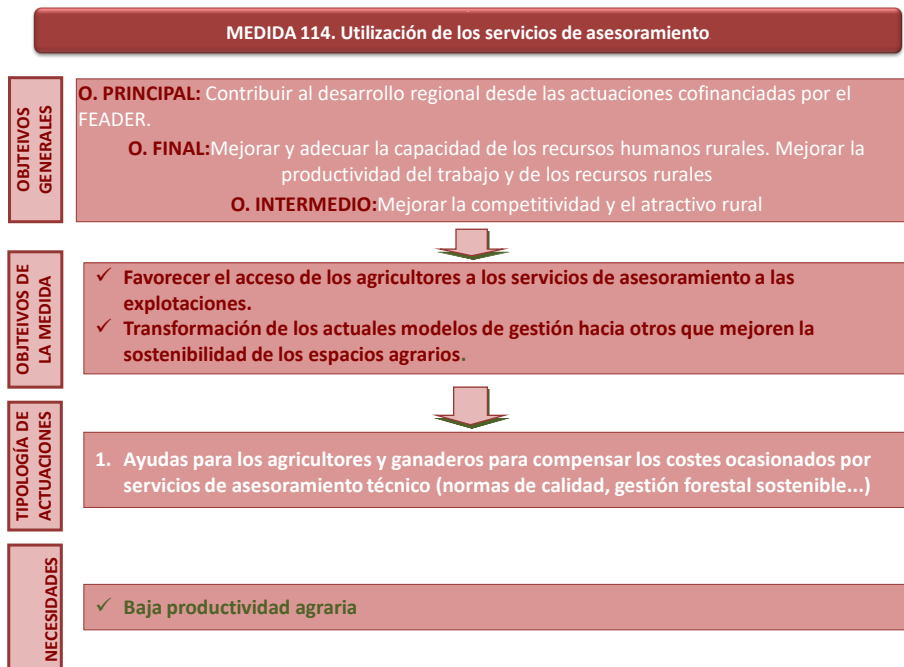 MEDIDA 114. Utilización de los servicios de asesoramiento
OBJTEIVOS
GENERALES
O. PRINCIPAL: Contribuir al desarrollo regional desde las actuaciones cofinanciadas por el
FEADER.
O. FINAL:Mejorar y adecuar la capacidad de los recursos humanos rurales. Mejorar la
productividad del trabajo y de los recursos rurales
O. INTERMEDIO:Mejorar la competitividad y el atractivo rural
OBJTEIVOS DE
LA MEDIDA
✓ Favorecer el acceso de los agricultores a los servicios de asesoramiento a las
explotaciones.
✓ Transformación de los actuales modelos de gestión hacia otros que mejoren la
sostenibilidad de los espacios agrarios.
TIPOLOGÍA DE
ACTUACIONES
1. Ayudas para los agricultores y ganaderos para compensar los costes ocasionados por
servicios de asesoramiento técnico (normas de calidad, gestión forestal sostenible...)
NECESIDADES
✓ Baja productividad agraria